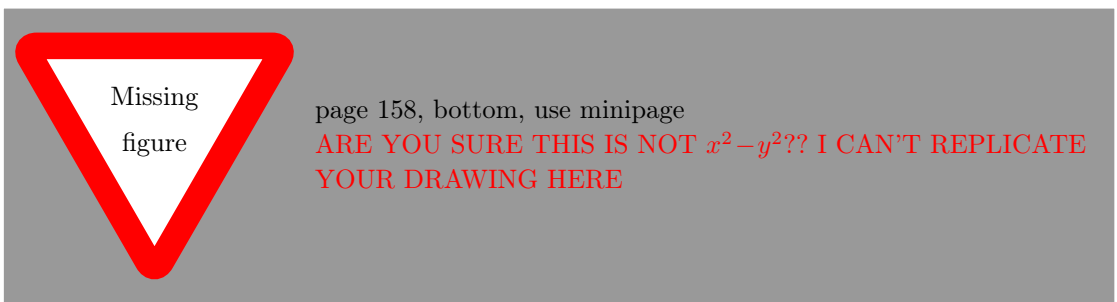 Missing
figure
page 158, bottom, use minipage
ARE YOU SURE THIS IS NOT x²−y²?? I CAN'T REPLICATE
YOUR DRAWING HERE